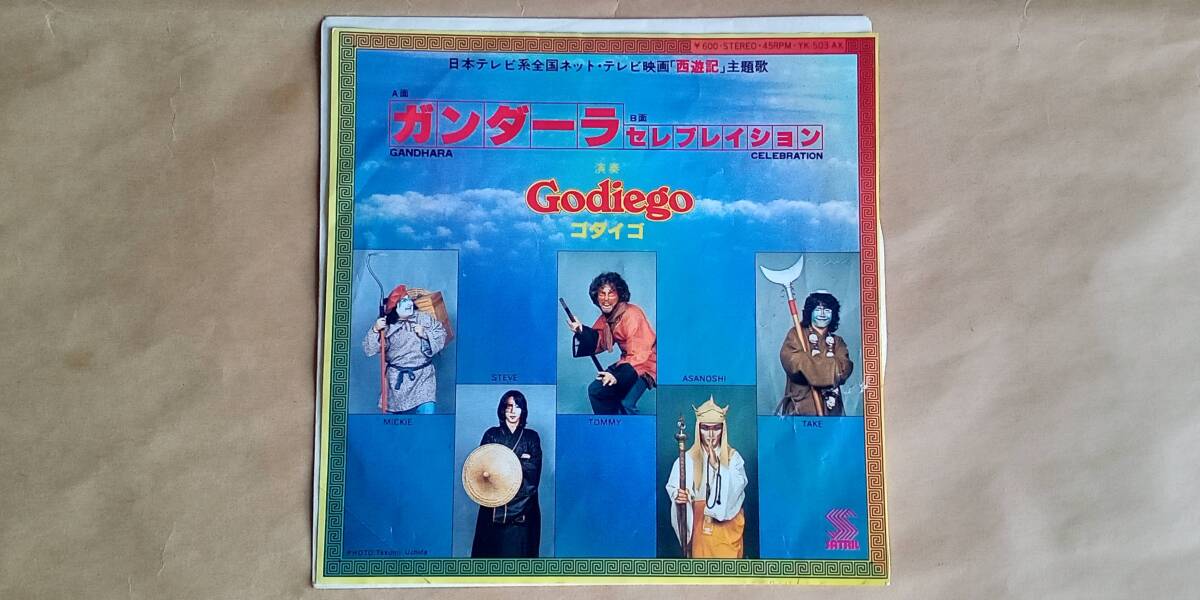 ¥600・STEREO・45RPM・YK-503-AX
日本テレビ系全国ネット・テレビ映画「西遊記」主題歌
A面
ガンダーラ
GANDHARA
B面
セレブレイション
CELEBRATION
演奏
Godiego
ゴダイゴ
STEVE
ASANOSHI
MICKIE
TOMMY
TAKE
SATRIL
PHOTO: Takumi Uchida